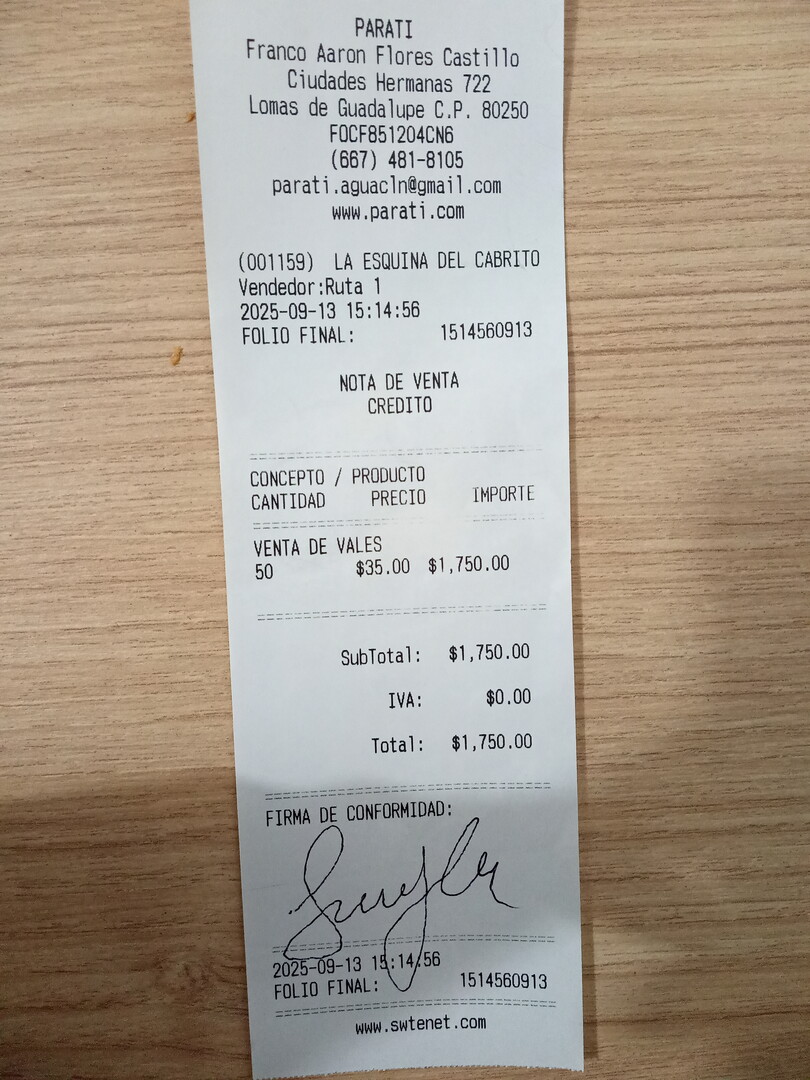 PARATI
Franco Aaron Flores Castillo
Ciudades Hermanas 722
Lomas de Guadalupe C.P. 80250
FOCF851204CN6
(667) 481-8105
parati.aguacln@gmail.com
www.parati.com
(001159) LA ESQUINA DEL CABRITO
Vendedor:Ruta 1
2025-09-13 15:14:56
FOLIO FINAL: 1514560913
NOTA DE VENTA
CREDITO
CONCEPTO / PRODUCTO
CANTIDAD PRECIO IMPORTE
VENTA DE VALES
50 $35.00 $1,750.00
SubTotal: $1,750.00
IVA: $0.00
Total: $1,750.00
FIRMA DE CONFORMIDAD:
2025-09-13 15:14:56
FOLIO FINAL: 1514560913
www.swtenet.com